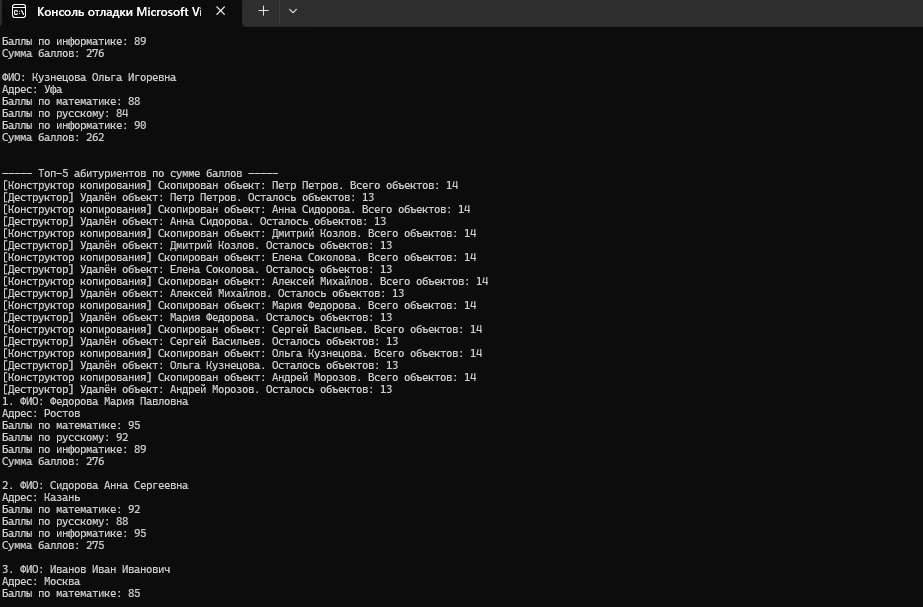 Консоль отладки Microsoft Vi
Баллы по информатике: 89
Сумма баллов: 276
ФИО: Кузнецова Ольга Игоревна
Адрес: Уфа
Баллы по математике: 88
Баллы по русскому: 84
Баллы по информатике: 90
Сумма баллов: 262
----- Топ-5 абитуриентов по сумме баллов -----
[Конструктор копирования] Скопирован объект: Петр Петров. Всего объектов: 14
[Деструктор] Удалён объект: Петр Петров. Осталось объектов: 13
[Конструктор копирования] Скопирован объект: Анна Сидорова. Всего объектов: 14
[Деструктор] Удалён объект: Анна Сидорова. Осталось объектов: 13
[Конструктор копирования] Скопирован объект: Дмитрий Козлов. Всего объектов: 14
[Деструктор] Удалён объект: Дмитрий Козлов. Осталось объектов: 13
[Конструктор копирования] Скопирован объект: Елена Соколова. Всего объектов: 14
[Деструктор] Удалён объект: Елена Соколова. Осталось объектов: 13
[Конструктор копирования] Скопирован объект: Алексей Михайлов. Всего объектов: 14
[Деструктор] Удалён объект: Алексей Михайлов. Осталось объектов: 13
[Конструктор копирования] Скопирован объект: Мария Федорова. Всего объектов: 14
[Деструктор] Удалён объект: Мария Федорова. Осталось объектов: 13
[Конструктор копирования] Скопирован объект: Сергей Васильев. Всего объектов: 14
[Деструктор] Удалён объект: Сергей Васильев. Осталось объектов: 13
[Конструктор копирования] Скопирован объект: Ольга Кузнецова. Всего объектов: 14
[Деструктор] Удалён объект: Ольга Кузнецова. Осталось объектов: 13
[Конструктор копирования] Скопирован объект: Андрей Морозов. Всего объектов: 14
[Деструктор] Удалён объект: Андрей Морозов. Осталось объектов: 13
1. ФИО: Федорова Мария Павловна
Адрес: Ростов
Баллы по математике: 95
Баллы по русскому: 92
Баллы по информатике: 89
Сумма баллов: 276
2. ФИО: Сидорова Анна Сергеевна
Адрес: Казань
Баллы по математике: 92
Баллы по русскому: 88
Баллы по информатике: 95
Сумма баллов: 275
3. ФИО: Иванов Иван Иванович
Адрес: Москва
Баллы по математике: 85